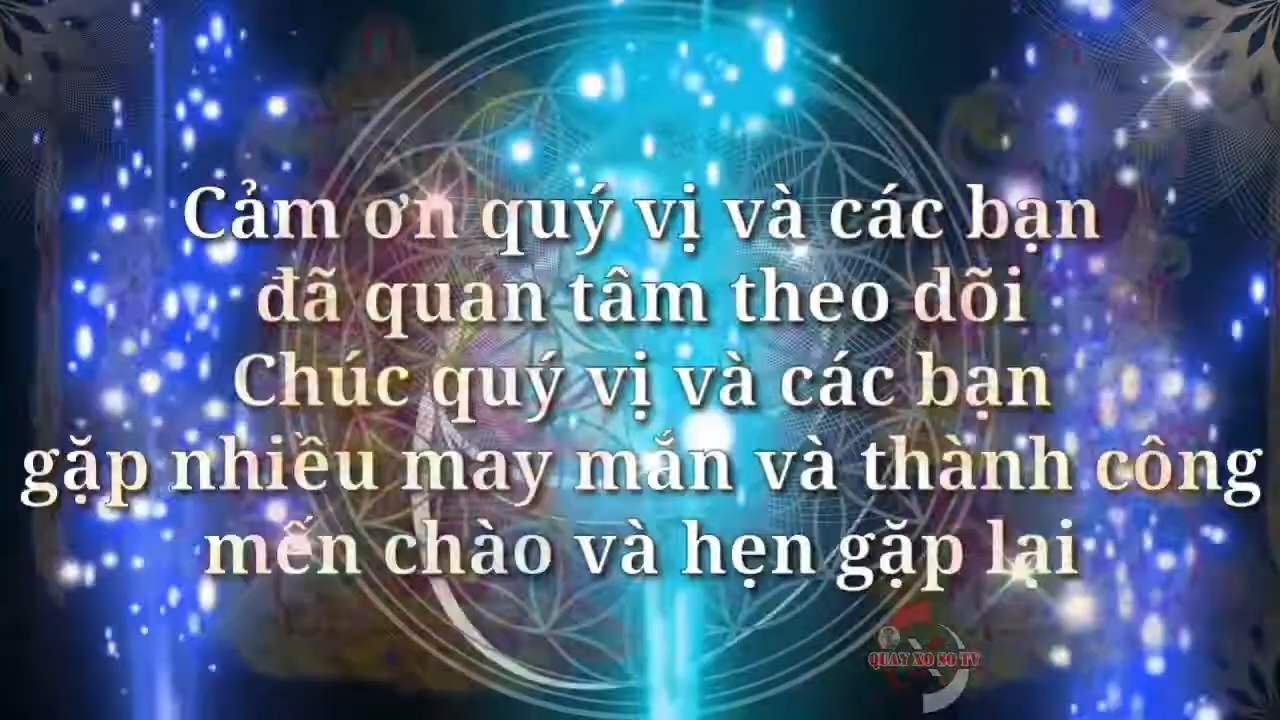 Cảm ơn quý vị và các bạn
đã quan tâm theo dõi
Chúc quý vị và các bạn
gặp nhiều may mắn và thành công
mến chào và hẹn gặp lại
QUAY XO SO TV